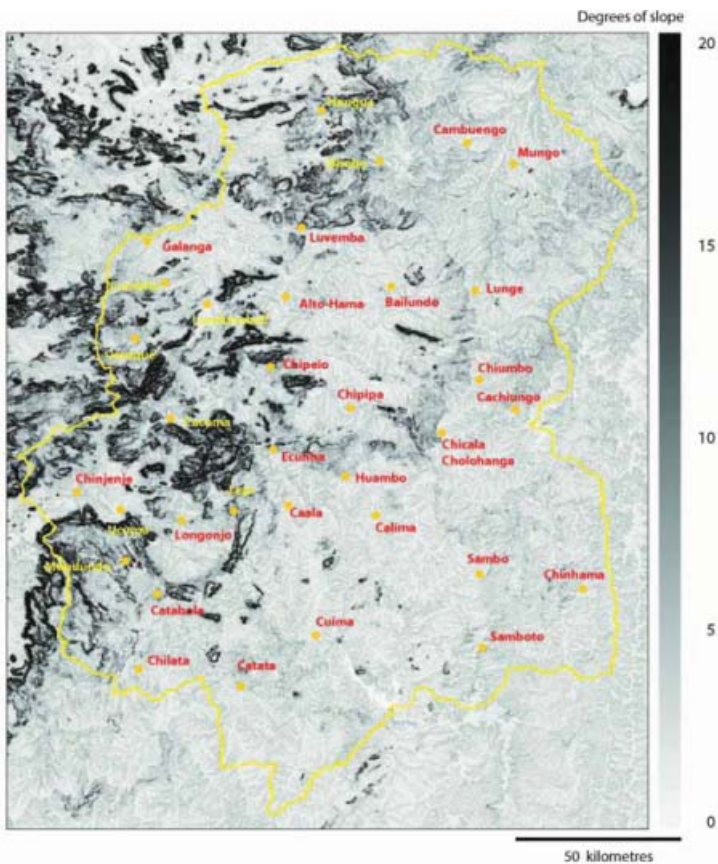 Degrees of slope
20
Cambuengo
Mungo
Luvemba
Galanga
Alto-Hama
Bailundo
Lunge
15
Chipeio
Chiumbo
Chipipa
Cachiungo
10
Chicala
Cholohanga
Ecunha
Huambo
Chinjenje
Caala
Longonjo
Calima
Sambo
Chinhama
Catabola
Cuima
Samboto
5
Chilata
Catata
0
50 kilometres